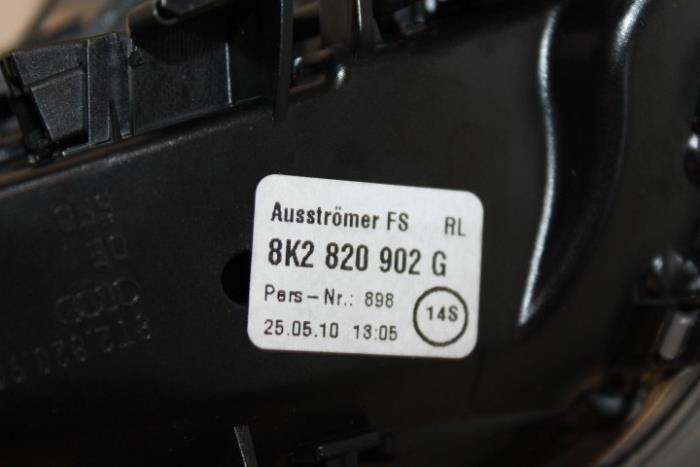 Ausströmer FS RL
8K2 820 902 G
Pers-Nr.: 898
14S
25.05.10 13:05